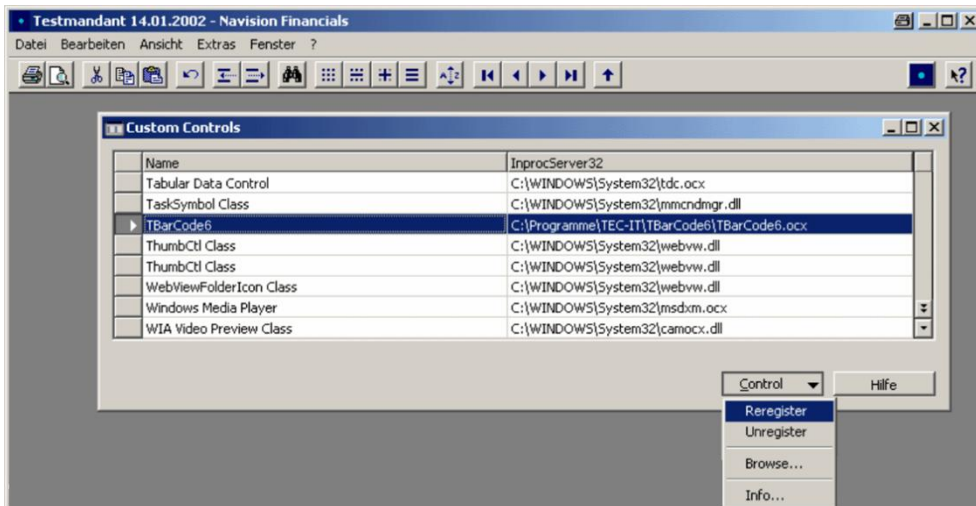 Testmandant 14.01.2002 - Navision Financials
Datei Bearbeiten Ansicht Extras Fenster ?
Custom Controls
Name InprocServer32
Tabular Data Control C:\WINDOWS\System32\tdc.ocx
TaskSymbol Class C:\WINDOWS\System32\mmcndmgr.dll
TBarCode6 C:\Programme\TEC-IT\TBarCode6\TBarCode6.ocx
ThumbCtl Class C:\WINDOWS\System32\webvw.dll
ThumbCtl Class C:\WINDOWS\System32\webvw.dll
WebViewFolderIcon Class C:\WINDOWS\System32\webvw.dll
Windows Media Player C:\WINDOWS\System32\msdxm.ocx
WIA Video Preview Class C:\WINDOWS\System32\camocx.dll
Control Hilfe
Reregister
Unregister
Browse...
Info...